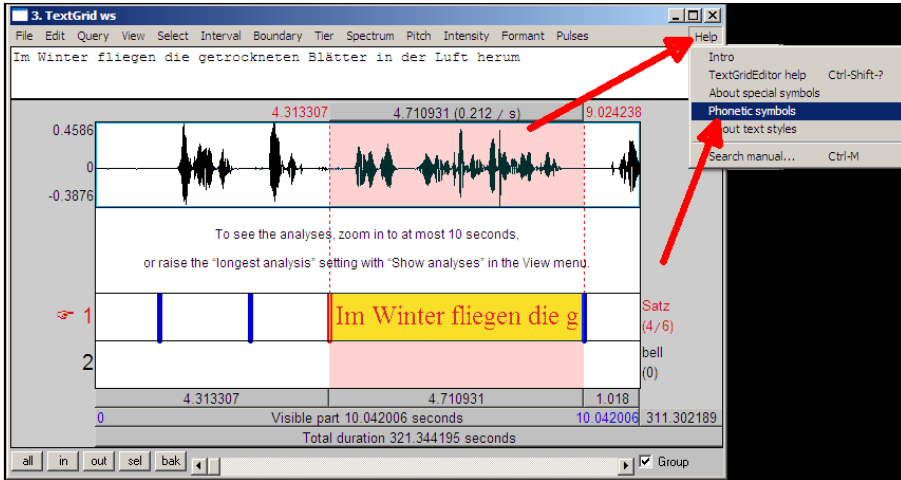 3. TextGrid ws
File Edit Query View Select Interval Boundary Tier Spectrum Pitch Intensity Formant Pulses Help
Im Winter fliegen die getrockneten Blätter in der Luft herum
Intro
TextGridEditor help Ctrl-Shift-?
About special symbols
Phonetic symbols
out text styles
Search manual... Ctrl-M
4.313307 4.710931 (0.212 / s) 9.024238
0.4586
0
-0.3876
To see the analyses, zoom in to at most 10 seconds,
or raise the “longest analysis” setting with “Show analyses” in the View menu.
1 Im Winter fliegen die g Satz
(4/6)
2 bell
(0)
4.313307 4.710931 1.018
0 Visible part 10.042006 seconds 10.042006 311.302189
Total duration 321.344195 seconds
all in out sel bak Group